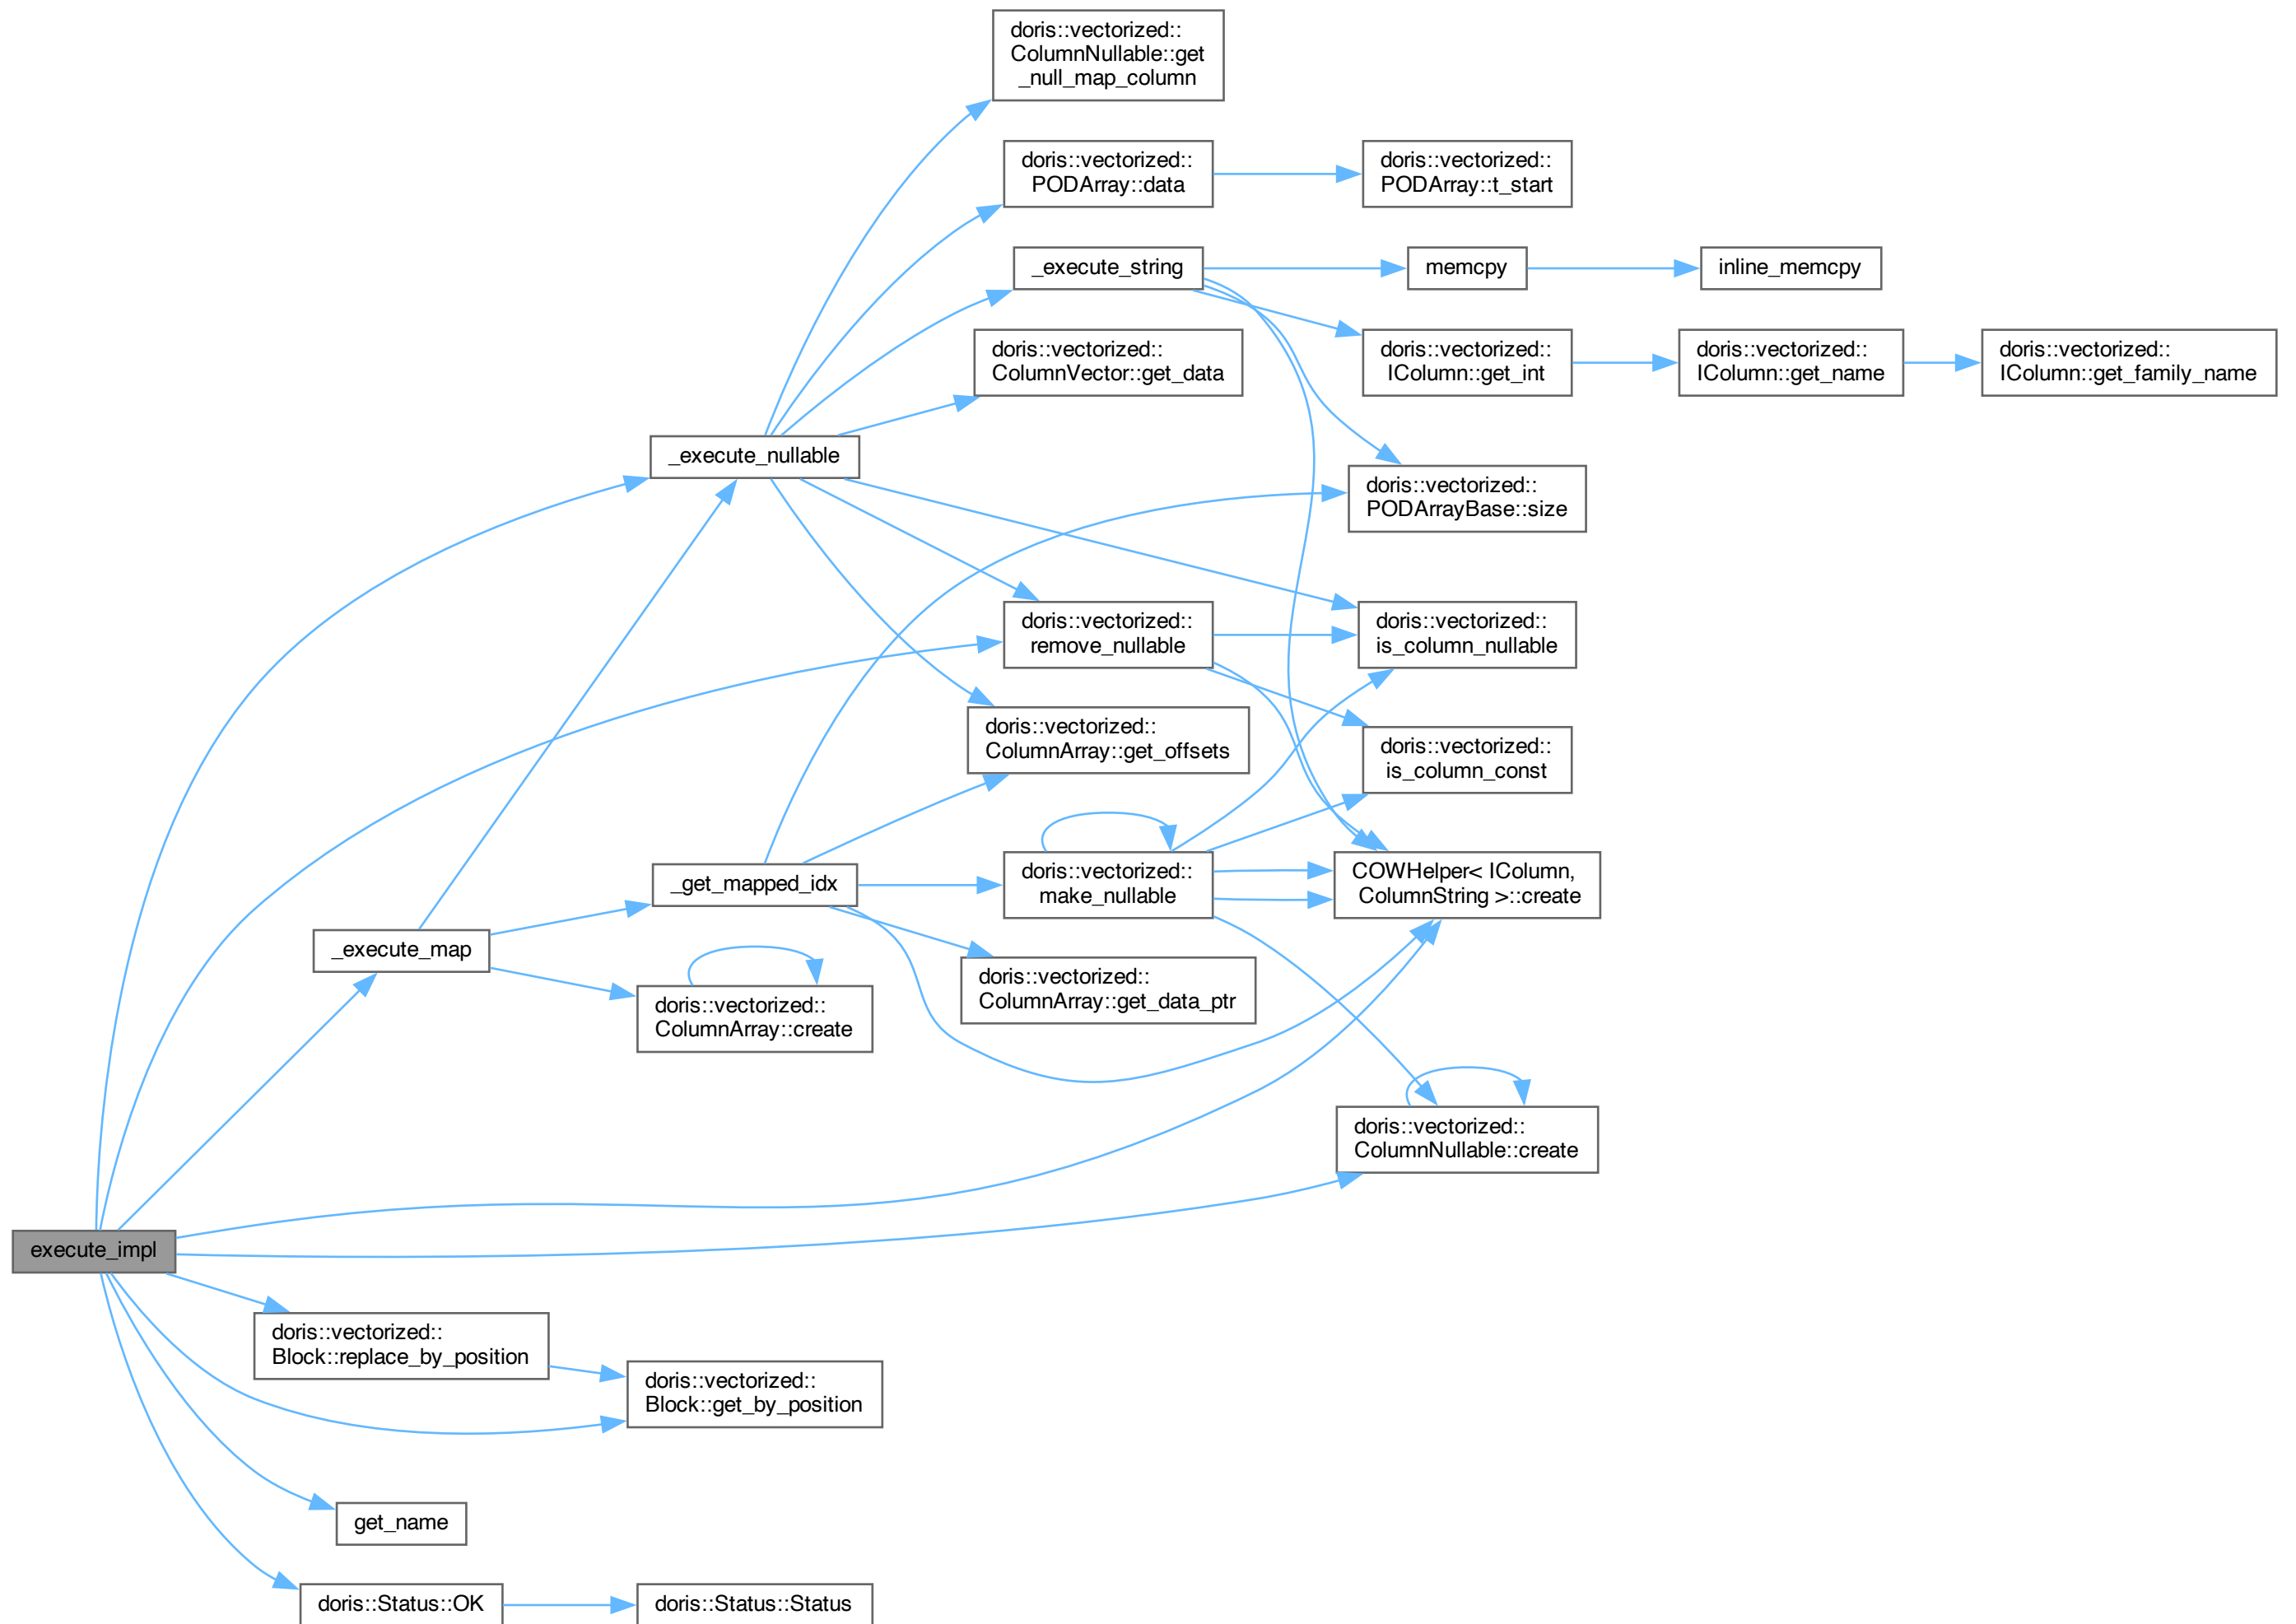 doris::vectorized::
ColumnNullable::get
_null_map_column
doris::vectorized::
PODArray::data
doris::vectorized::
PODArray::t_start
_execute_string
memcpy
inline_memcpy
doris::vectorized::
ColumnVector::get_data
doris::vectorized::
IColumn::get_int
doris::vectorized::
IColumn::get_name
doris::vectorized::
IColumn::get_family_name
_execute_nullable
doris::vectorized::
PODArrayBase::size
doris::vectorized::
remove_nullable
doris::vectorized::
is_column_nullable
doris::vectorized::
ColumnArray::get_offsets
doris::vectorized::
is_column_const
_get_mapped_idx
doris::vectorized::
make_nullable
COWHelper< IColumn,
ColumnString >::create
_execute_map
doris::vectorized::
ColumnArray::create
doris::vectorized::
ColumnArray::get_data_ptr
doris::vectorized::
ColumnNullable::create
execute_impl
doris::vectorized::
Block::replace_by_position
doris::vectorized::
Block::get_by_position
get_name
doris::Status::OK
doris::Status::Status